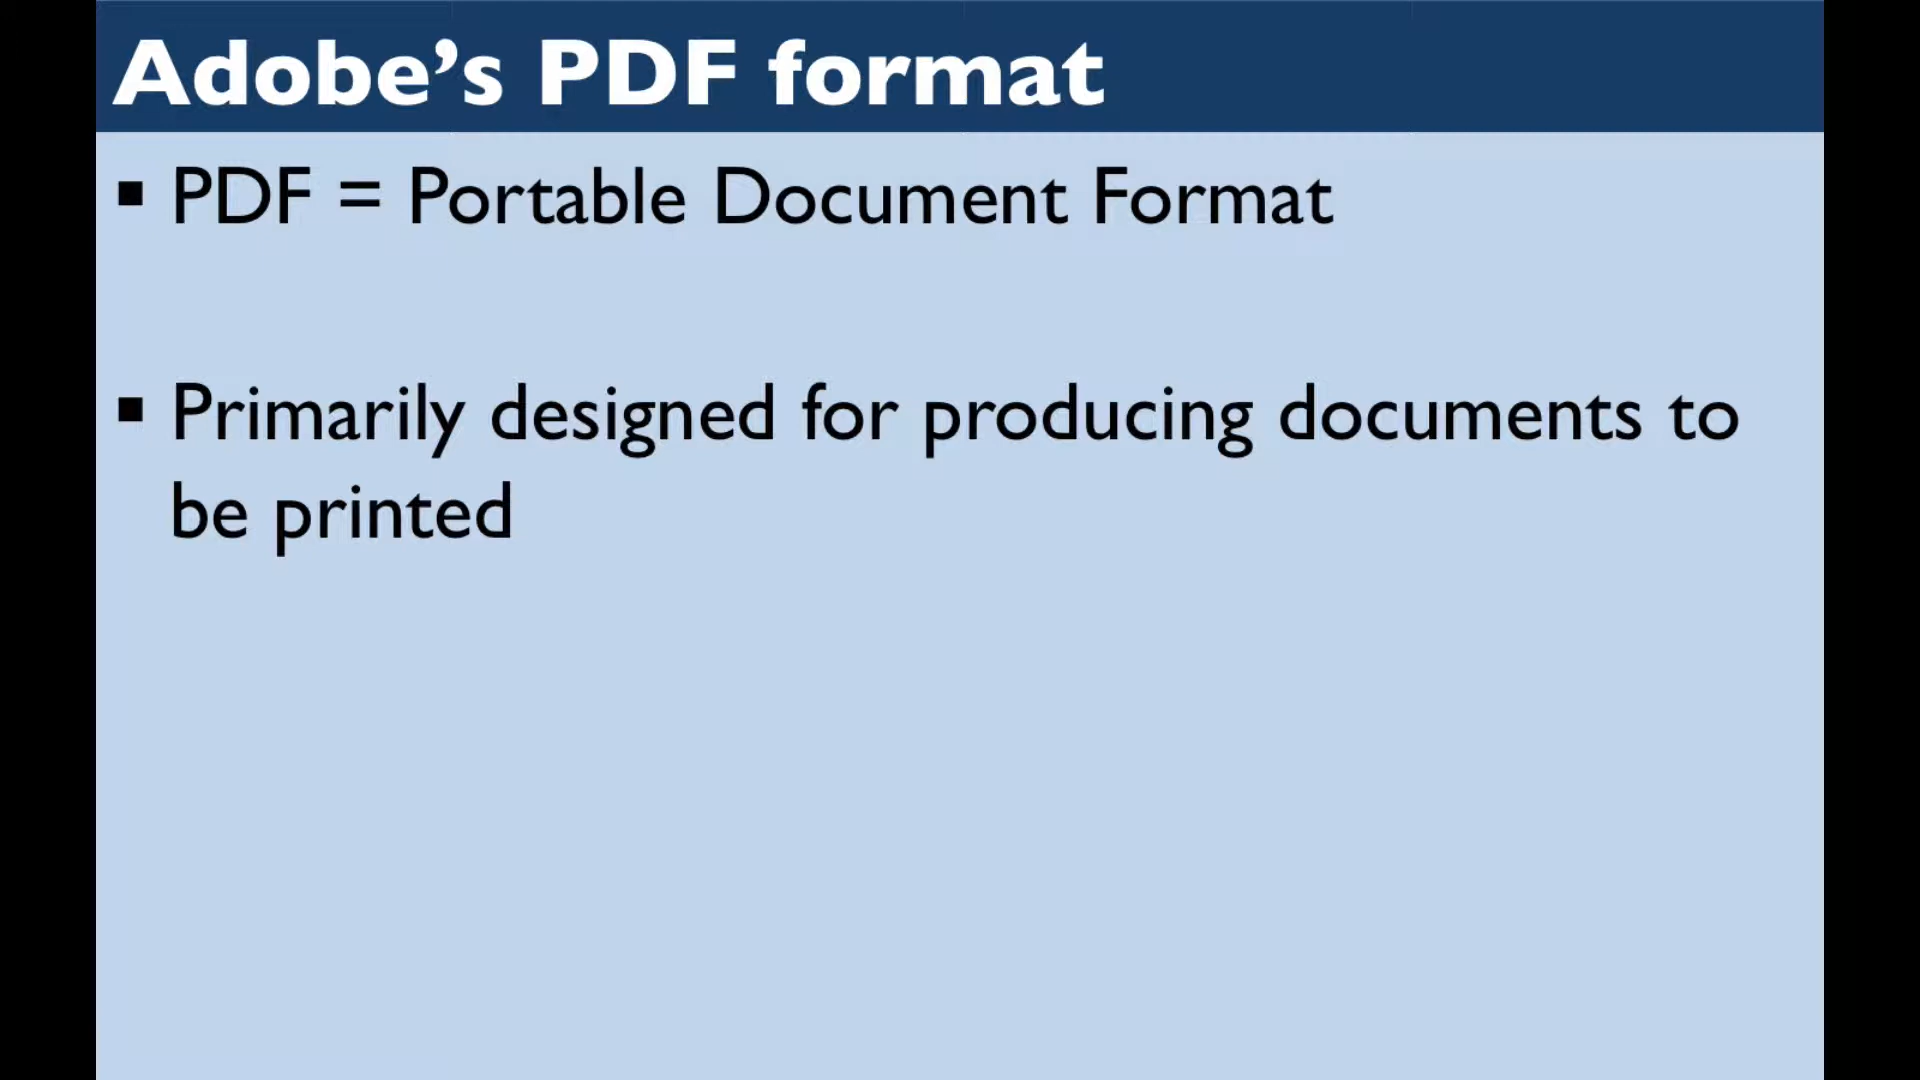 Adobe’s PDF format
▪ PDF = Portable Document Format
▪ Primarily designed for producing documents to
be printed